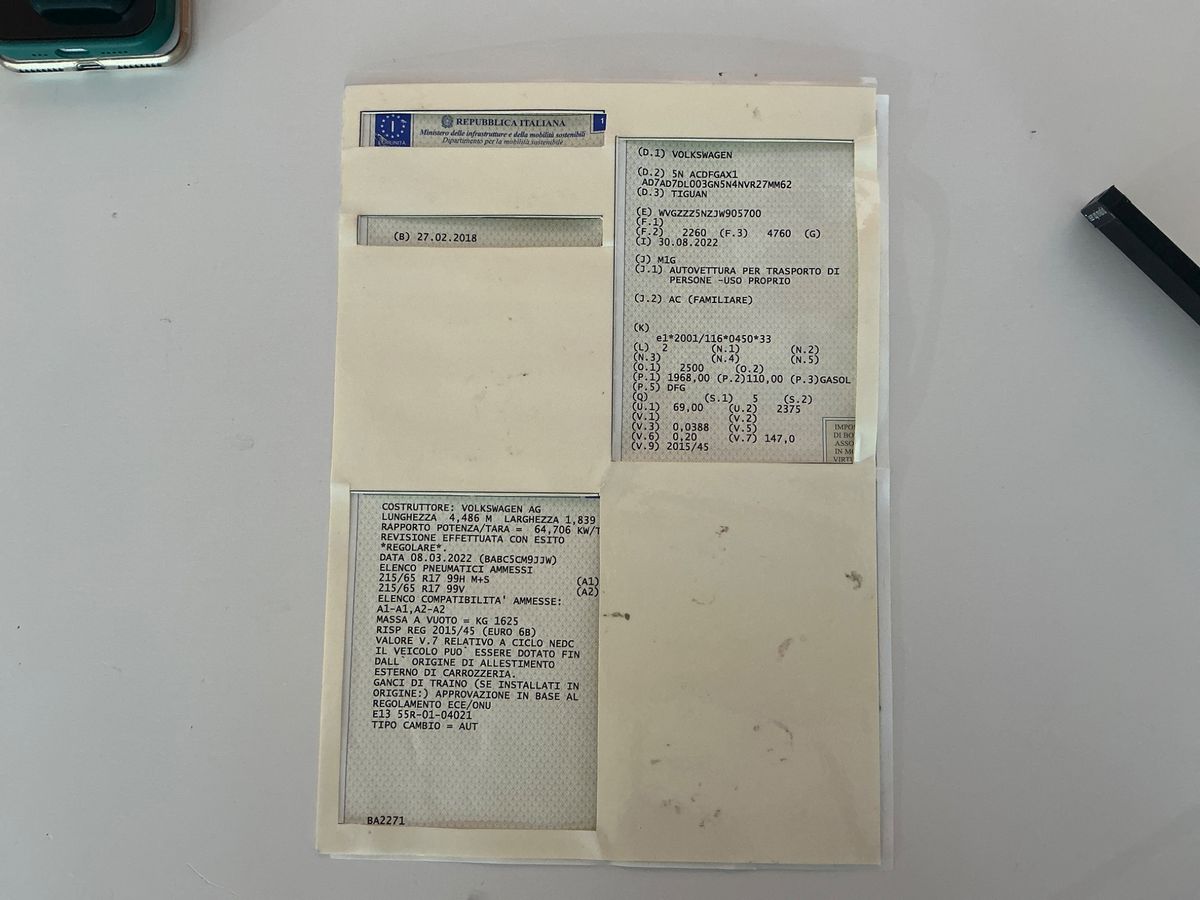 I
COMUNITÀ
REPUBBLICA ITALIANA
1
Ministero delle infrastrutture e della mobilità sostenibili
Dipartimento per la mobilità sostenibile
(B) 27.02.2018
(D.1) VOLKSWAGEN
(D.2) 5N ACDFGAX1
AD7AD7DL003GN5N4NVR27MM62
(D.3) TIGUAN
(E) WVGZZZ5NZJW905700
(F.1)
(F.2) 2260 (F.3) 4760 (G)
(I) 30.08.2022
(J) M1G
(J.1) AUTOVETTURA PER TRASPORTO DI
PERSONE -USO PROPRIO
(J.2) AC (FAMILIARE)
(K)
e1*2001/116*0450*33
(L) 2 (N.1) (N.2)
(N.3) (N.4) (N.5)
(O.1) 2500 (O.2)
(P.1) 1968,00 (P.2)110,00 (P.3)GASOL
(P.5) DFG
(Q) (S.1) 5 (S.2)
(U.1) 69,00 (U.2) 2375
(V.1) (V.2)
(V.3) 0,0388 (V.5)
(V.6) 0,20 (V.7) 147,0
(V.9) 2015/45
IMPO
DI BO
ASSO
IN MO
VIRTU
COSTRUTTORE: VOLKSWAGEN AG
LUNGHEZZA 4,486 M LARGHEZZA 1,839
RAPPORTO POTENZA/TARA = 64,706 KW/T
REVISIONE EFFETTUATA CON ESITO
*REGOLARE*.
DATA 08.03.2022 (BABC5CM9JJW)
ELENCO PNEUMATICI AMMESSI
215/65 R17 99H M+S (A1)
215/65 R17 99V (A2)
ELENCO COMPATIBILITA' AMMESSE:
A1-A1,A2-A2
MASSA A VUOTO = KG 1625
RISP REG 2015/45 (EURO 6B)
VALORE V.7 RELATIVO A CICLO NEDC
IL VEICOLO PUO` ESSERE DOTATO FIN
DALL` ORIGINE DI ALLESTIMENTO
ESTERNO DI CARROZZERIA.
GANCI DI TRAINO (SE INSTALLATI IN
ORIGINE:) APPROVAZIONE IN BASE AL
REGOLAMENTO ECE/ONU
E13 55R-01-04021
TIPO CAMBIO = AUT
BA2271